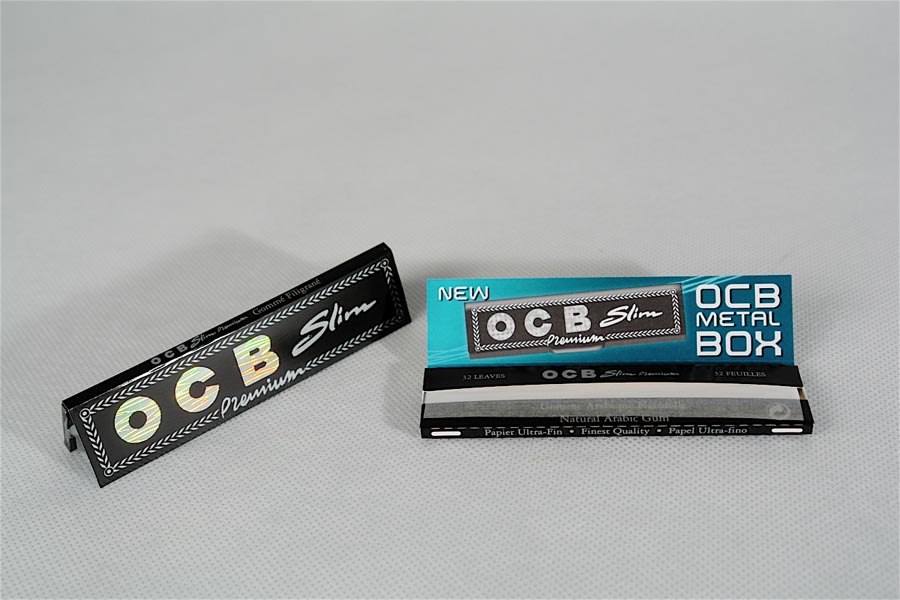 OCB Slim Premium Gommé Filigrané
OCB Slim
Premium
NEW
OCB Slim
Premium
OCB
METAL
BOX
32 LEAVES OCB Slim Premium 32 FEUILLES
Natural Arabic Gum
Papier Ultra-Fin • Finest Quality • Papel Ultra-fino